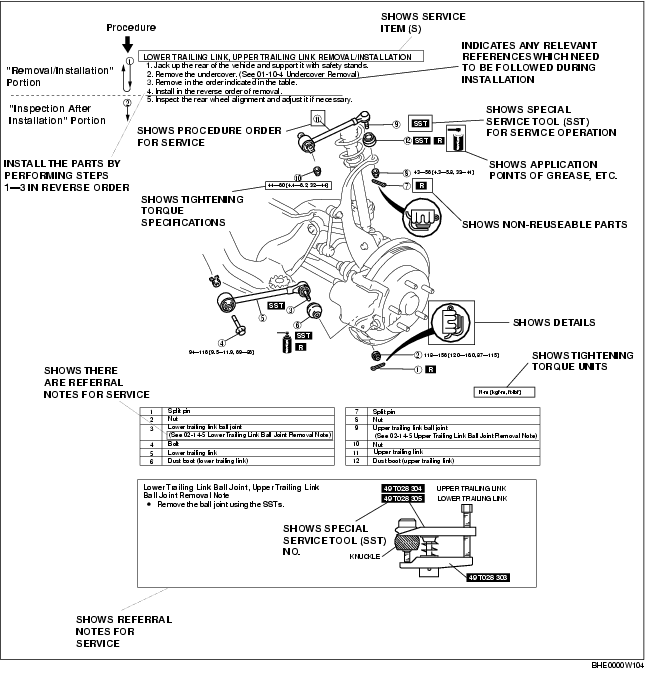 SHOWS SERVICE
ITEM (S)
Procedure
1
LOWER TRAILING LINK, UPPER TRAILING LINK REMOVAL/INSTALLATION
1. Jack up the rear of the vehicle and support it with safety stands.
2. Remove the undercover. (See 01-10-4 Undercover Removal)
3. Remove in the order indicated in the table.
4. Install in the reverse order of removal.
5. Inspect the rear wheel alignment and adjust it if necessary.
INDICATES ANY RELEVANT
REFERENCES WHICH NEED
TO BE FOLLOWED DURING
INSTALLATION
"Removal/Installation"
Portion
2
"Inspection After
Installation" Portion
INSTALL THE PARTS BY
PERFORMING STEPS
1—3 IN REVERSE ORDER
SHOWS PROCEDURE ORDER
FOR SERVICE
11
9
SST
SHOWS SPECIAL
SERVICE TOOL (SST)
FOR SERVICE OPERATION
12 SST R
SHOWS APPLICATION
POINTS OF GREASE, ETC.
10
44—60 [4.4—6.2, 32—44]
8 43—56 [4.3—5.8, 32—41]
7 R
SHOWS TIGHTENING
TORQUE
SPECIFICATIONS
SHOWS NON-REUSEABLE PARTS
SST
5
3
6
4
SST
R
94—116 [9.5—11.9, 69—86]
SHOWS DETAILS
2 118—156 [12.0—16.0, 87—115]
1 R
SHOWS TIGHTENING
TORQUE UNITS
N·m {kgf·m, ft·lbf}
SHOWS THERE
ARE REFERRAL
NOTES FOR SERVICE
1 Split pin
2 Nut
3 Lower trailing link ball joint
(See 02-14-5 Lower Trailing Link Ball Joint Removal Note)
4 Bolt
5 Lower trailing link
6 Dust boot (lower trailing link)
7 Split pin
8 Nut
9 Upper trailing link ball joint
(See 02-14-5 Upper Trailing Link Ball Joint Removal Note)
10 Nut
11 Upper trailing link
12 Dust boot (upper trailing link)
Lower Trailing Link Ball Joint, Upper Trailing Link
Ball Joint Removal Note
• Remove the ball joint using the SSTs.
49 T028 304 UPPER TRAILING LINK
49 T028 305 LOWER TRAILING LINK
SHOWS SPECIAL
SERVICE TOOL (SST)
NO.
KNUCKLE
49 T028 303
SHOWS REFERRAL
NOTES FOR
SERVICE
BHE0000W104